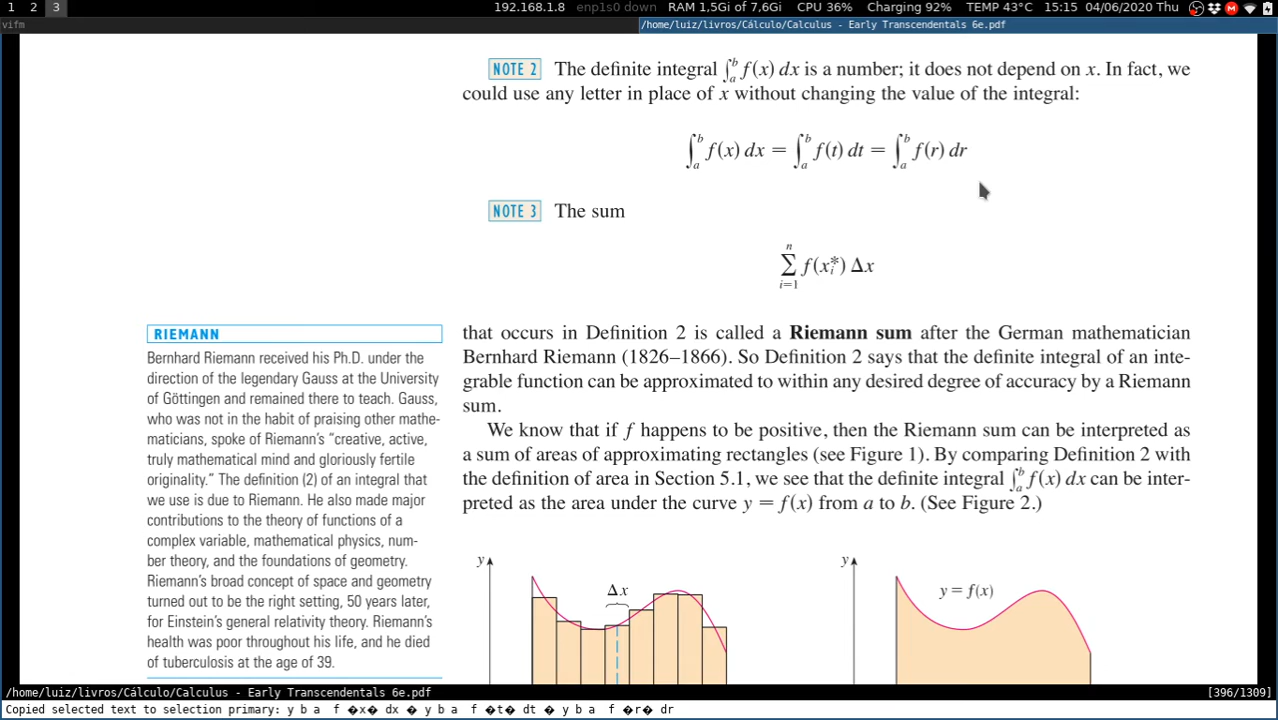 1 2 3 192.168.1.8 enp1s0 down RAM 1,5Gi of 7,6Gi CPU 36% Charging 92% TEMP 43°C 15:15 04/06/2020 Thu
vifm /home/luiz/livros/Cálculo/Calculus - Early Transcendentals 6e.pdf
NOTE 2 The definite integral ∫ₐᵇ f(x) dx is a number; it does not depend on x. In fact, we
could use any letter in place of x without changing the value of the integral:
∫ₐᵇ f(x) dx = ∫ₐᵇ f(t) dt = ∫ₐᵇ f(r) dr
NOTE 3 The sum
n
∑ f(xᵢ*) Δx
i=1
RIEMANN
Bernhard Riemann received his Ph.D. under the
direction of the legendary Gauss at the University
of Göttingen and remained there to teach. Gauss,
who was not in the habit of praising other mathe-
maticians, spoke of Riemann's “creative, active,
truly mathematical mind and gloriously fertile
originality.” The definition (2) of an integral that
we use is due to Riemann. He also made major
contributions to the theory of functions of a
complex variable, mathematical physics, num-
ber theory, and the foundations of geometry.
Riemann's broad concept of space and geometry
turned out to be the right setting, 50 years later,
for Einstein's general relativity theory. Riemann's
health was poor throughout his life, and he died
of tuberculosis at the age of 39.
that occurs in Definition 2 is called a Riemann sum after the German mathematician
Bernhard Riemann (1826–1866). So Definition 2 says that the definite integral of an inte-
grable function can be approximated to within any desired degree of accuracy by a Riemann
sum.
We know that if f happens to be positive, then the Riemann sum can be interpreted as
a sum of areas of approximating rectangles (see Figure 1). By comparing Definition 2 with
the definition of area in Section 5.1, we see that the definite integral ∫ₐᵇ f(x) dx can be inter-
preted as the area under the curve y = f(x) from a to b. (See Figure 2.)
y
Δx
y
y = f(x)
/home/luiz/livros/Cálculo/Calculus - Early Transcendentals 6e.pdf [396/1309]
Copied selected text to selection primary: y b a f �x� dx � y b a f �t� dt � y b a f �r� dr